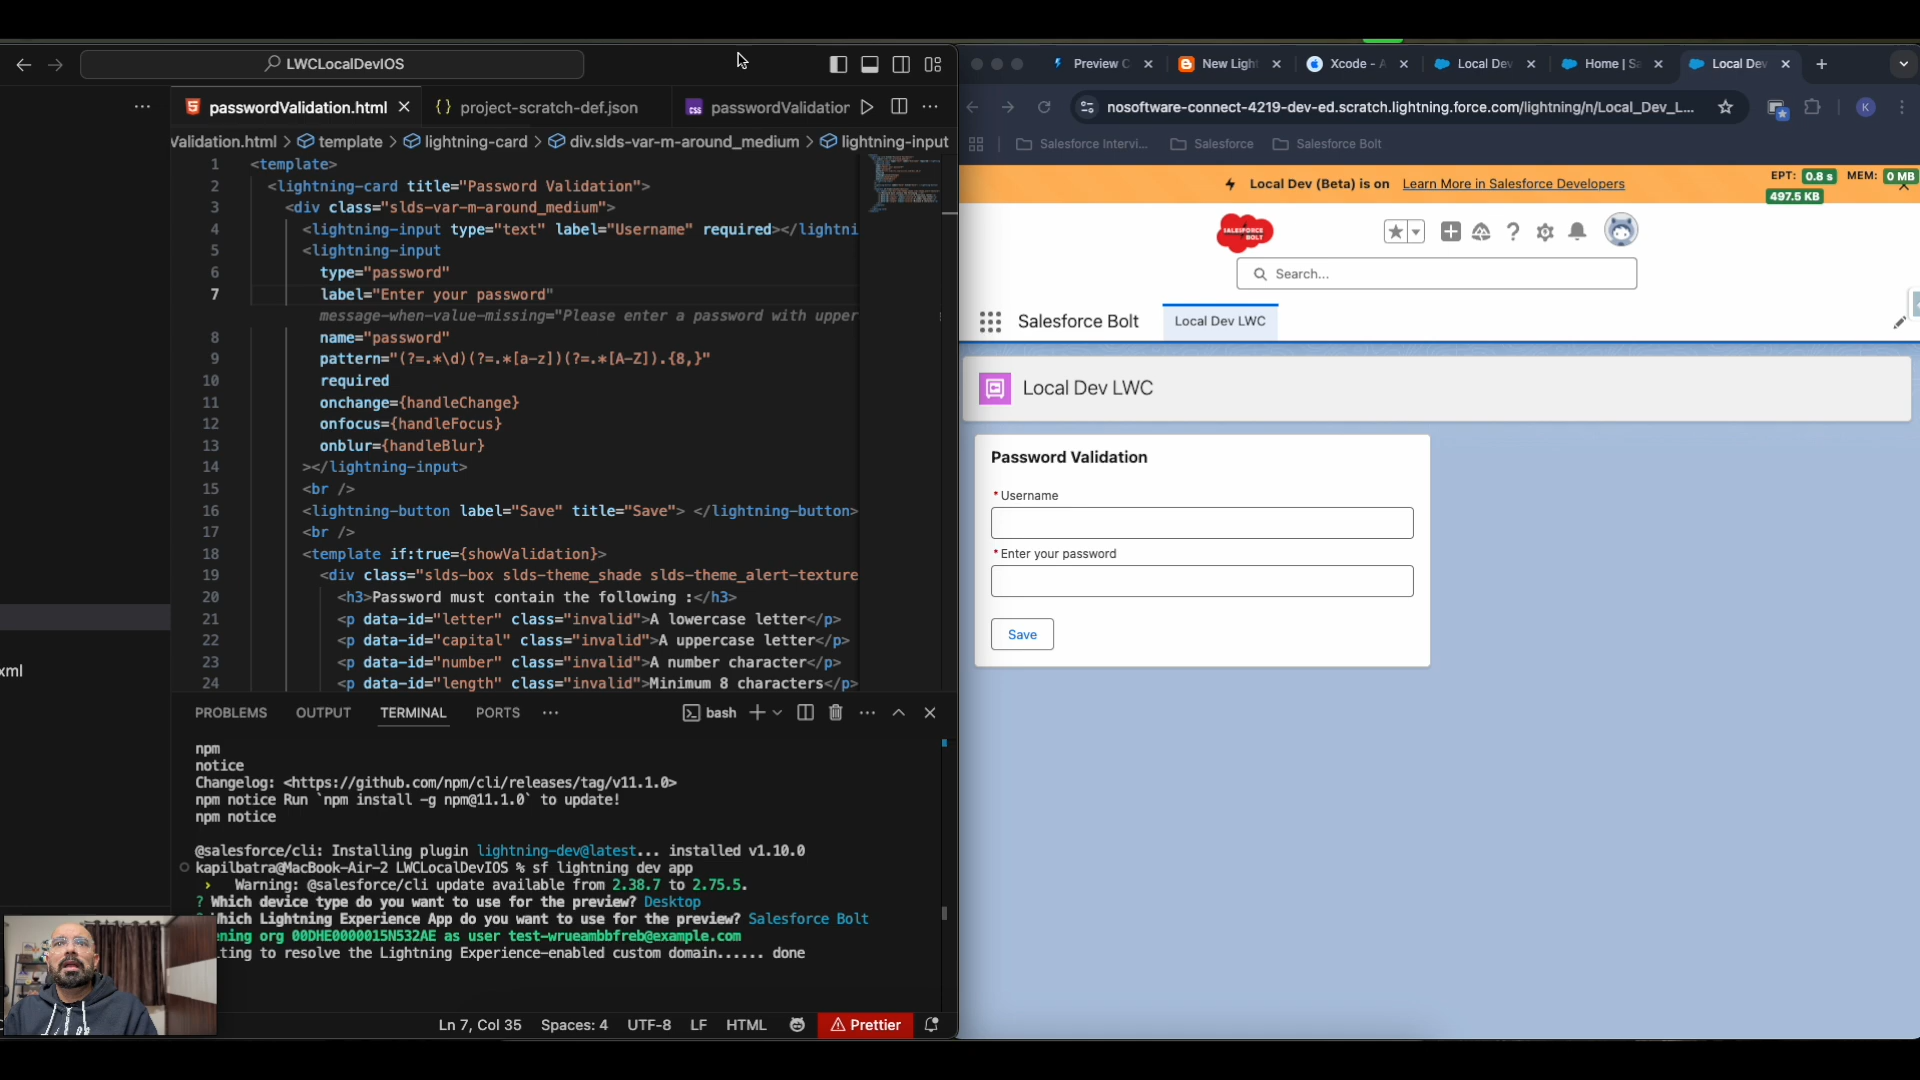 LWCLocalDevIOS
passwordValidation.html
{} project-scratch-def.json
passwordValidation
Validation.html > template > lightning-card > div.slds-var-m-around_medium > lightning-input
1 <template>
2 <lightning-card title="Password Validation">
3 <div class="slds-var-m-around_medium">
4 <lightning-input type="text" label="Username" required></lightni
5 <lightning-input
6 type="password"
7 label="Enter your password"
message-when-value-missing="Please enter a password with upper
8 name="password"
9 pattern="(?=.*\d)(?=.*[a-z])(?=.*[A-Z]).{8,}"
10 required
11 onchange={handleChange}
12 onfocus={handleFocus}
13 onblur={handleBlur}
14 ></lightning-input>
15 <br />
16 <lightning-button label="Save" title="Save"> </lightning-button>
17 <br />
18 <template if:true={showValidation}>
19 <div class="slds-box slds-theme_shade slds-theme_alert-texture
20 <h3>Password must contain the following :</h3>
21 <p data-id="letter" class="invalid">A lowercase letter</p>
22 <p data-id="capital" class="invalid">A uppercase letter</p>
23 <p data-id="number" class="invalid">A number character</p>
24 <p data-id="length" class="invalid">Minimum 8 characters</p>
xml
PROBLEMS OUTPUT TERMINAL PORTS
bash
npm
notice
Changelog: <https://github.com/npm/cli/releases/tag/v11.1.0>
npm notice Run `npm install -g npm@11.1.0` to update!
npm notice
@salesforce/cli: Installing plugin lightning-dev@latest... installed v1.10.0
kapilbatra@MacBook-Air-2 LWCLocalDevIOS % sf lightning dev app
› Warning: @salesforce/cli update available from 2.38.7 to 2.75.5.
? Which device type do you want to use for the preview? Desktop
hich Lightning Experience App do you want to use for the preview? Salesforce Bolt
ening org 00DHE0000015N532AE as user test-wrueambbfreb@example.com
ting to resolve the Lightning Experience-enabled custom domain...... done
Ln 7, Col 35 Spaces: 4 UTF-8 LF HTML Prettier
Preview C
New Ligh
Xcode - A
Local Dev
Home | Sa
Local Dev
nosoftware-connect-4219-dev-ed.scratch.lightning.force.com/lightning/n/Local_Dev_L...
K
Salesforce Intervi...
Salesforce
Salesforce Bolt
Local Dev (Beta) is on Learn More in Salesforce Developers
EPT: 0.8 s MEM: 0 MB
497.5 KB
SALESFORCE
BOLT
Search...
Salesforce Bolt
Local Dev LWC
Local Dev LWC
Password Validation
* Username
* Enter your password
Save